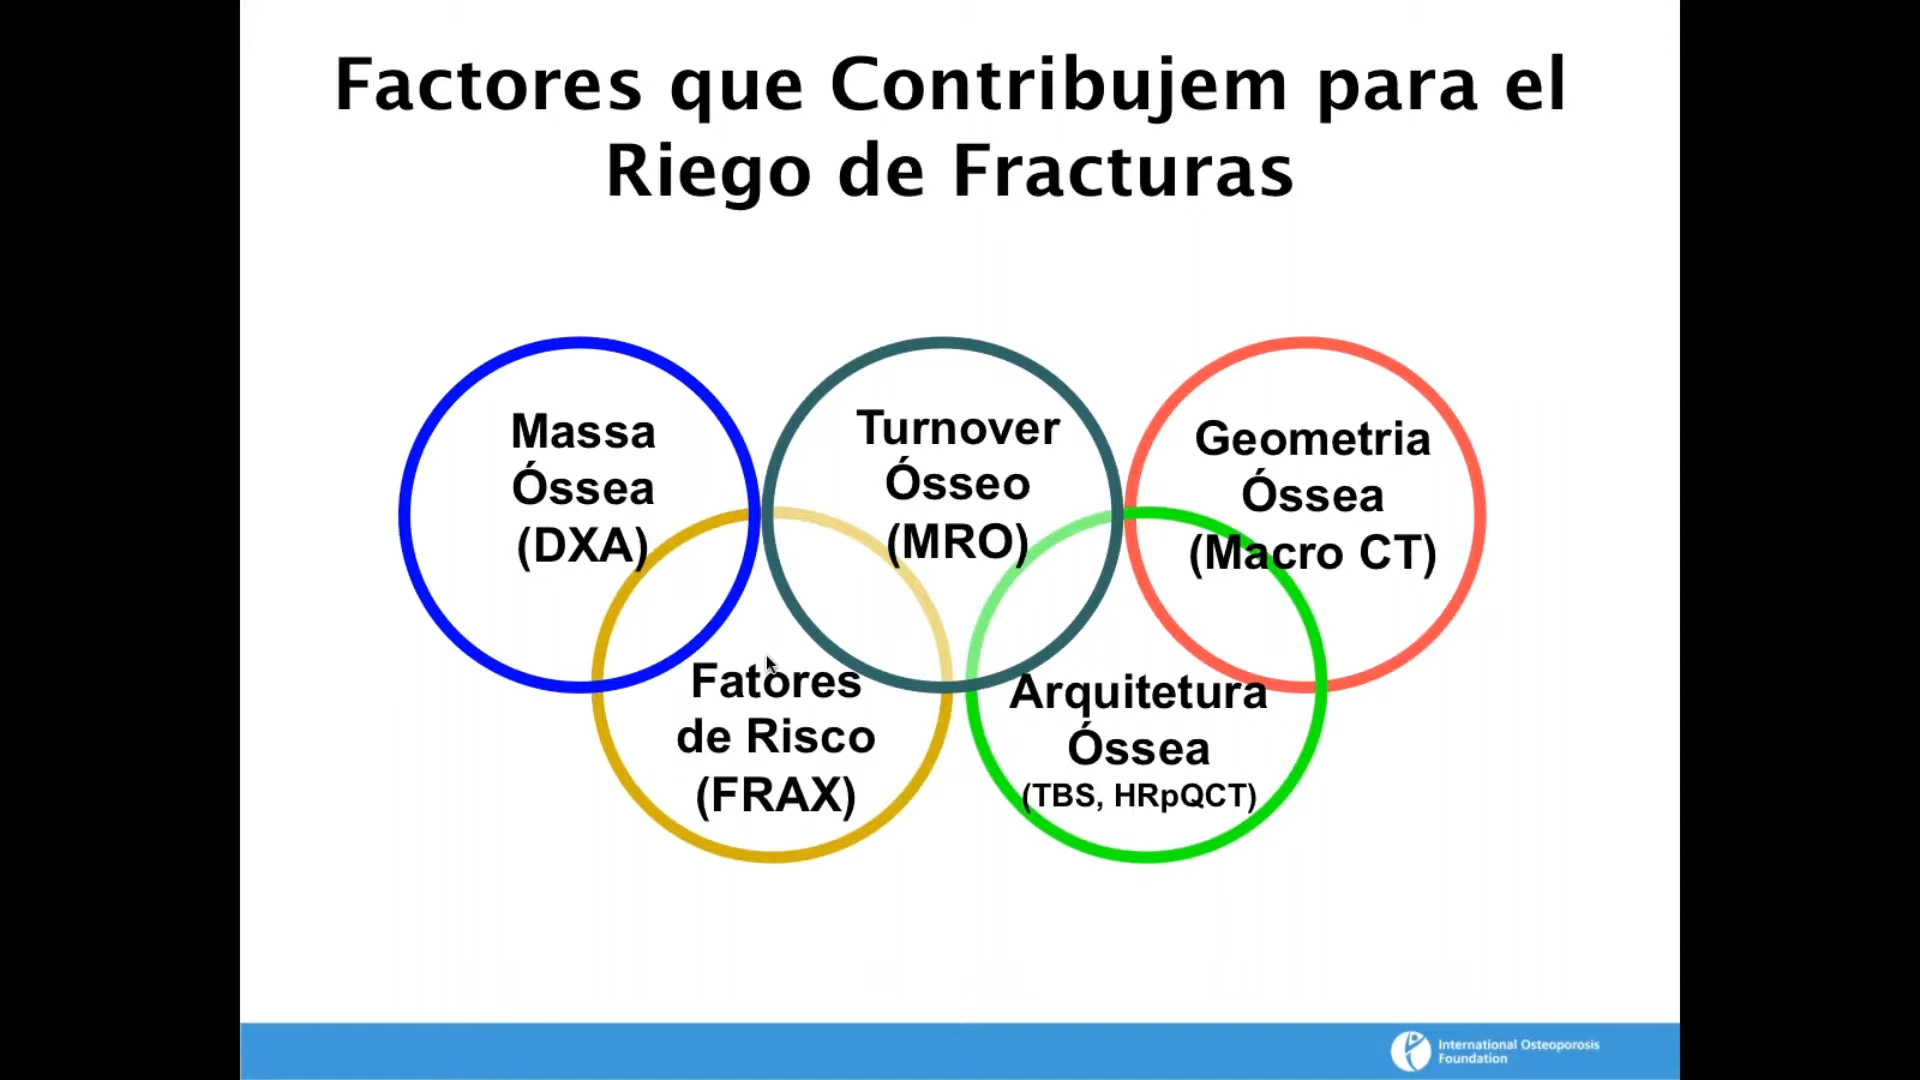 Factores que Contribujem para el
Riego de Fracturas
Massa
Óssea
(DXA)
Turnover
Ósseo
(MRO)
Geometria
Óssea
(Macro CT)
Fatores
de Risco
(FRAX)
Arquitetura
Óssea
(TBS, HRpQCT)
International Osteoporosis
Foundation